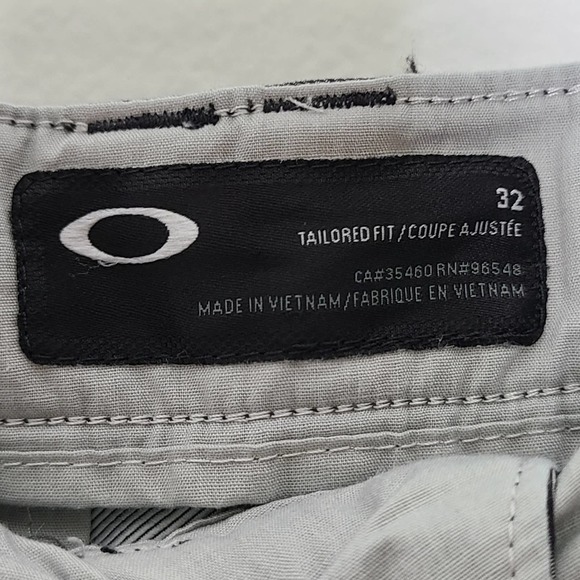 32
TAILORED FIT / COUPE AJUSTÉE
CA#35460 RN#96548
MADE IN VIETNAM / FABRIQUE EN VIETNAM